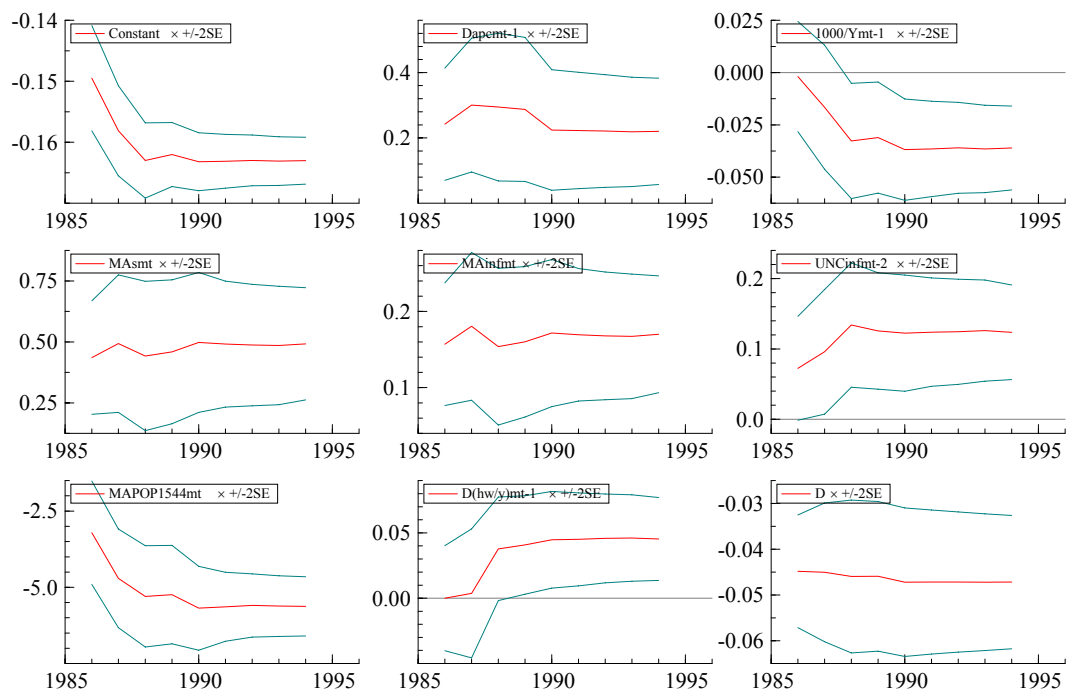 -0.14
-0.15
-0.16
Constant × +/-2SE
1985 1990 1995
0.4
0.2
Dapcmt-1 × +/-2SE
1985 1990 1995
0.025
0.000
-0.025
-0.050
1000/Ymt-1 × +/-2SE
1985 1990 1995
0.75
0.50
0.25
MAsmt × +/-2SE
1985 1990 1995
0.2
0.1
MAinfmt × +/-2SE
1985 1990 1995
0.2
0.1
0.0
UNCinfmt-2 × +/-2SE
1985 1990 1995
-2.5
-5.0
MAPOP1544mt × +/-2SE
1985 1990 1995
0.05
0.00
D(hw/y)mt-1 × +/-2SE
1985 1990 1995
-0.03
-0.04
-0.05
-0.06
D × +/-2SE
1985 1990 1995